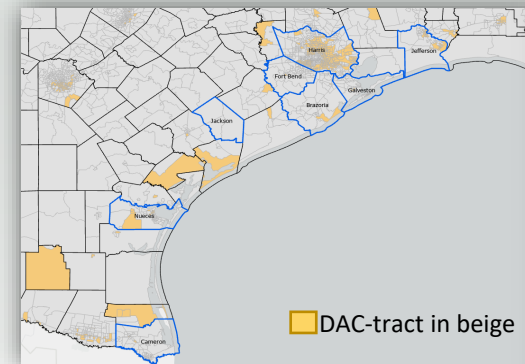 Harris
Jefferson
Fort Bend
Galveston
Brazoria
Jackson
Nueces
Cameron
DAC-tract in beige